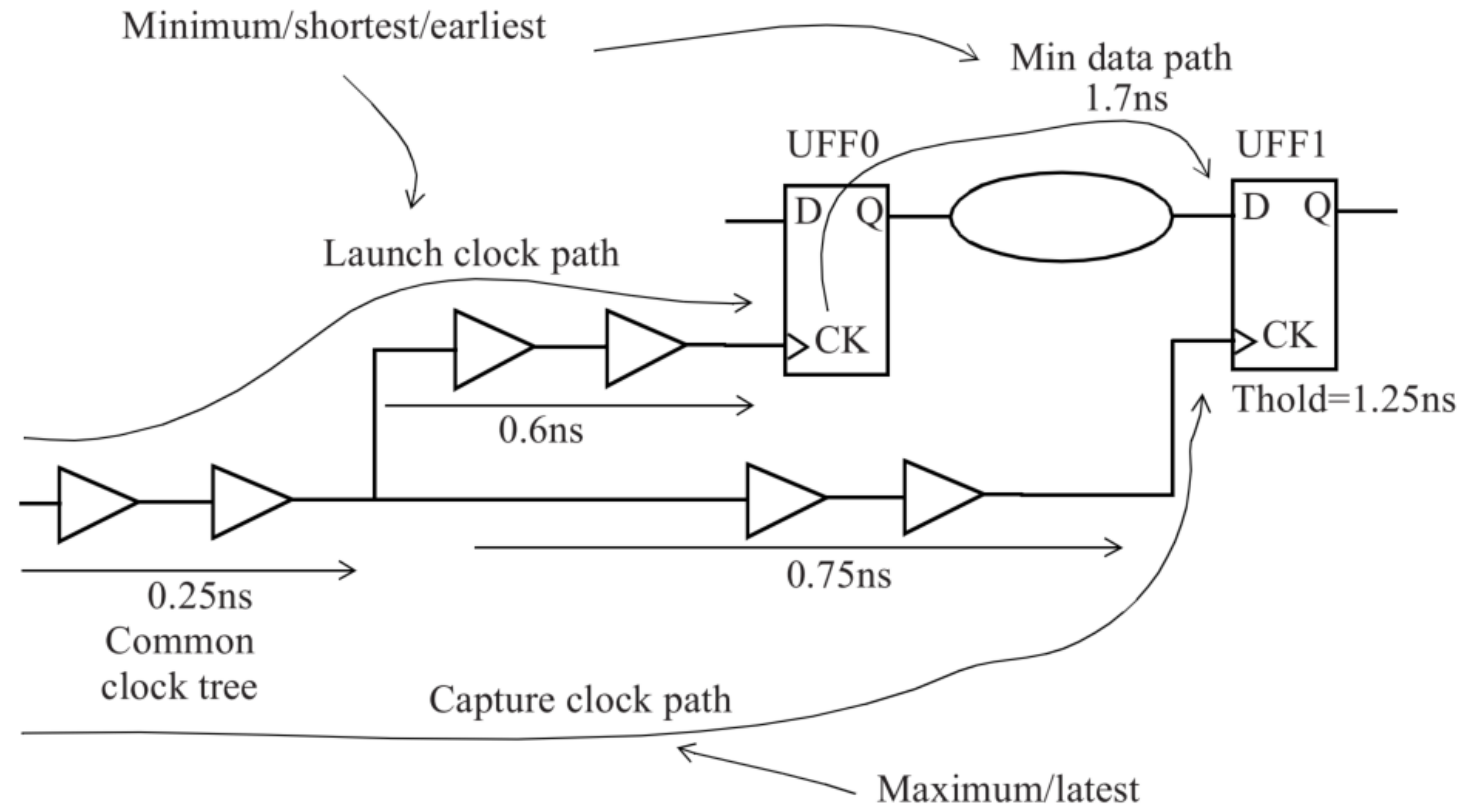 Minimum/shortest/earliest
Min data path
1.7ns
UFF0
UFF1
D Q
D Q
Launch clock path
CK
CK
Thold=1.25ns
0.6ns
0.75ns
0.25ns
Common
clock tree
Capture clock path
Maximum/latest